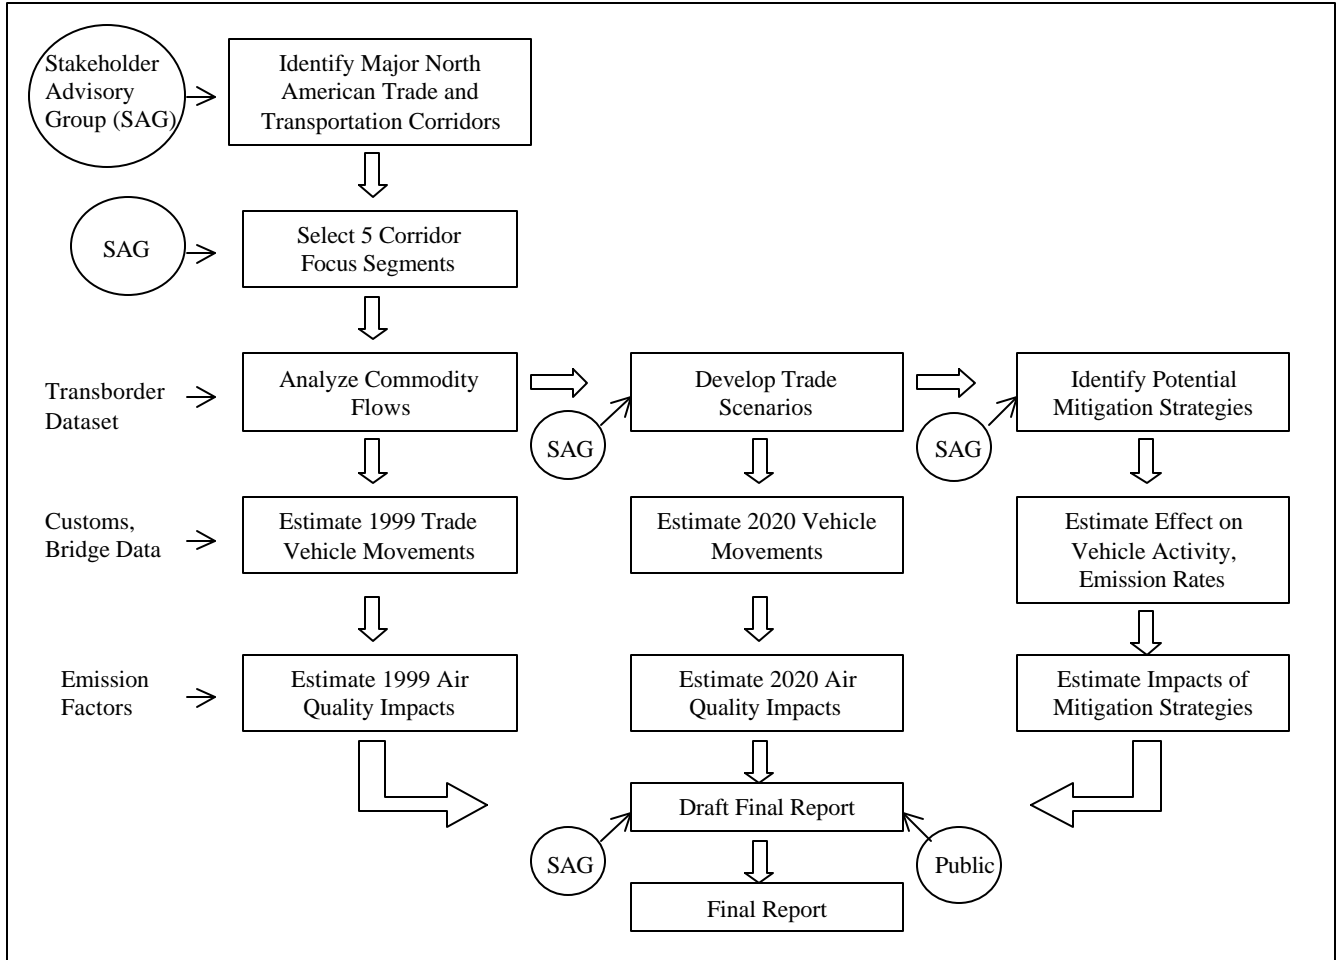 Stakeholder
Advisory
Group (SAG)
Identify Major North
American Trade and
Transportation Corridors
SAG
Select 5 Corridor
Focus Segments
Transborder
Dataset
Analyze Commodity
Flows
SAG
Develop Trade
Scenarios
SAG
Identify Potential
Mitigation Strategies
Customs,
Bridge Data
Estimate 1999 Trade
Vehicle Movements
Estimate 2020 Vehicle
Movements
Estimate Effect on
Vehicle Activity,
Emission Rates
Emission
Factors
Estimate 1999 Air
Quality Impacts
Estimate 2020 Air
Quality Impacts
Estimate Impacts of
Mitigation Strategies
Draft Final Report
SAG
Public
Final Report